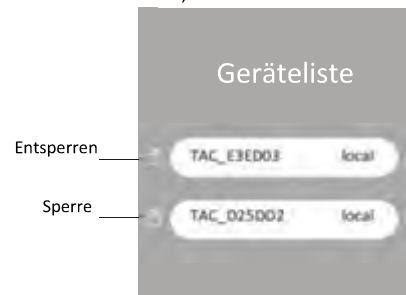 Geräteliste
Entsperren
TAC_E3ED03 local
Sperre
TAC_D25DD2 local